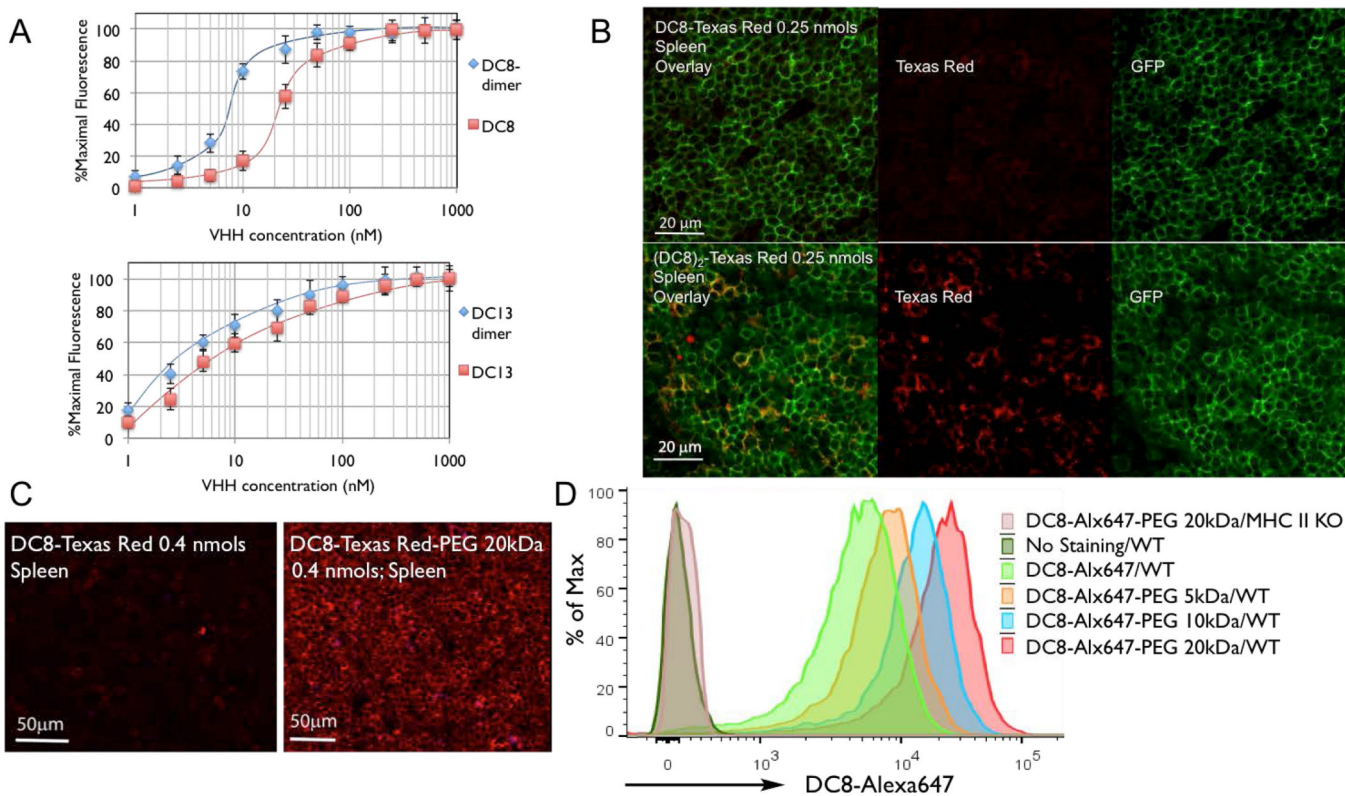 A
%Maximal Fluorescence
100
80
60
40
20
0
1
10
100
1000
VHH concentration (nM)
DC8-
dimer
DC8
%Maximal Fluorescence
100
80
60
40
20
0
1
10
100
1000
VHH concentration (nM)
DC13
dimer
DC13
B
DC8-Texas Red 0.25 nmols
Spleen
Overlay
Texas Red
GFP
20 µm
(DC8)₂-Texas Red 0.25 nmols
Spleen
Overlay
Texas Red
GFP
20 µm
C
DC8-Texas Red 0.4 nmols
Spleen
50µm
DC8-Texas Red-PEG 20kDa
0.4 nmols; Spleen
50µm
D
% of Max
100
80
60
40
20
0
0
10³
10⁴
10⁵
DC8-Alexa647
DC8-Alx647-PEG 20kDa/MHC II KO
No Staining/WT
DC8-Alx647/WT
DC8-Alx647-PEG 5kDa/WT
DC8-Alx647-PEG 10kDa/WT
DC8-Alx647-PEG 20kDa/WT